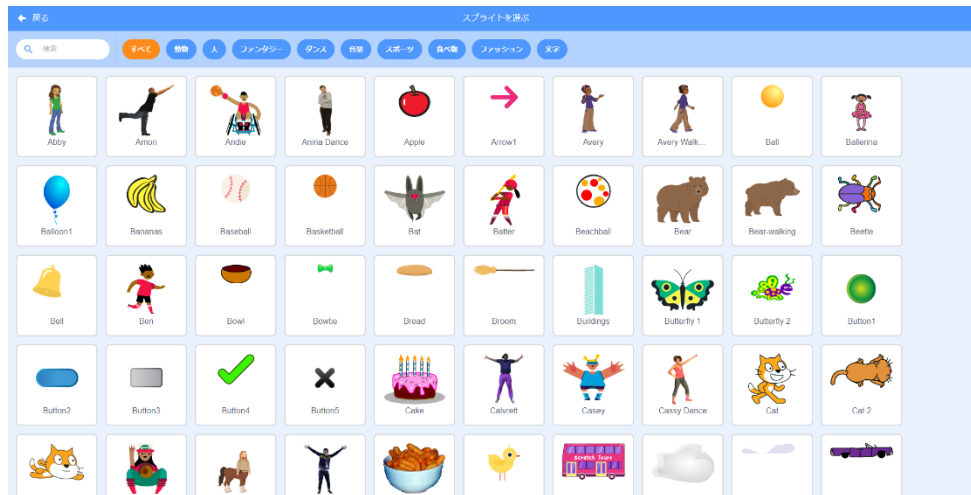 戻る
スプライトを選ぶ
検索
すべて 動物 人 ファンタジー ダンス 音楽 スポーツ 食べ物 ファッション 文字
Abby Amon Andie Anina Dance Apple Arrow1 Avery Avery Walk... Ball Ballerina
Balloon1 Bananas Baseball Basketball Bat Batter Beachball Bear Bear-walking Beetle
Bell Ben Bowl Bowtie Bread Broom Buildings Butterfly 1 Butterfly 2 Button1
Button2 Button3 Button4 Button5 Cake Calvrett Casey Cassy Dance Cat Cat 2
Scratch Tours